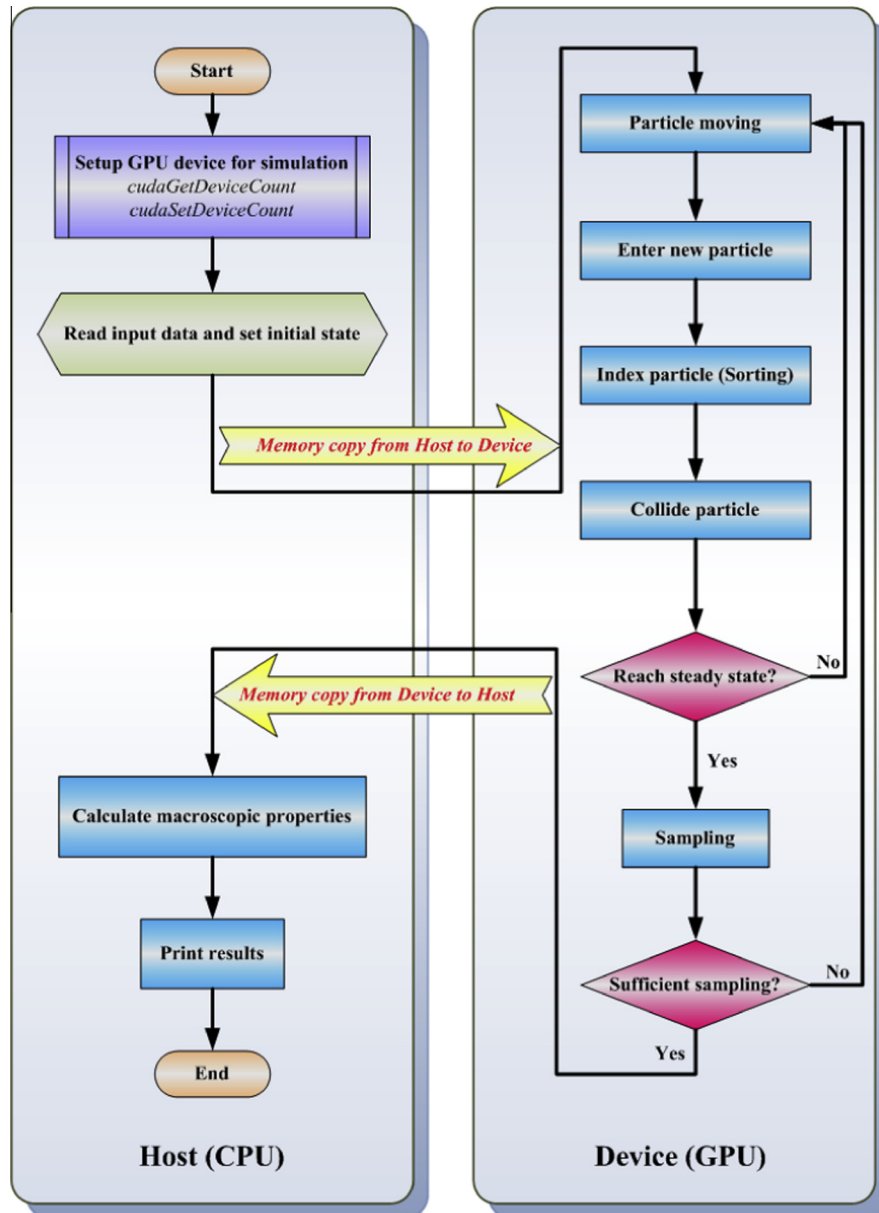 Start
Setup GPU device for simulation
cudaGetDeviceCount
cudaSetDeviceCount
Read input data and set initial state
Memory copy from Host to Device
Particle moving
Enter new particle
Index particle (Sorting)
Collide particle
Reach steady state?
No
Yes
Sampling
Sufficient sampling?
No
Yes
Memory copy from Device to Host
Calculate macroscopic properties
Print results
End
Host (CPU)
Device (GPU)